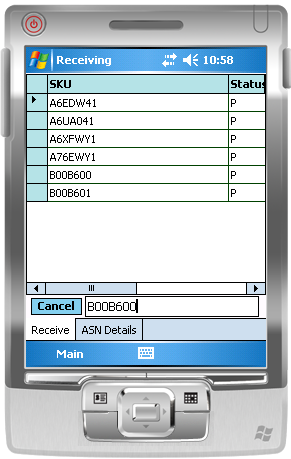 Receiving 10:58
SKU Status
A6EDW41 P
A6UA041 P
A6XFWY1 P
A76EWY1 P
B00B600 P
B00B601 P
Cancel B00B600
Receive ASN Details
Main